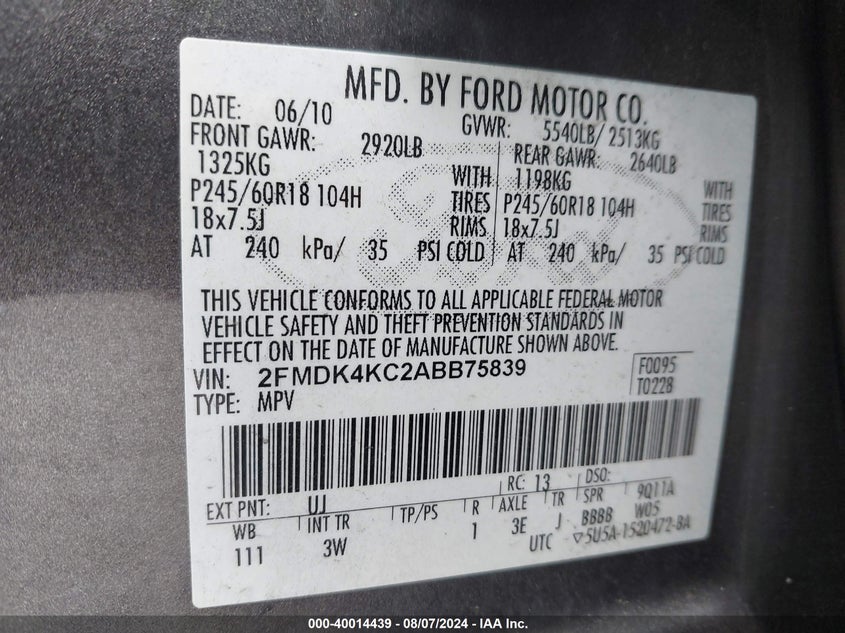 MFD. BY FORD MOTOR CO.
DATE: 06/10 GVWR: 5540LB/ 2513KG
FRONT GAWR: 2920LB REAR GAWR: 2640LB
1325KG WITH 1198KG WITH
P245/60R18 104H TIRES P245/60R18 104H TIRES
18x7.5J RIMS 18x7.5J RIMS
AT 240 kPa/ 35 PSI COLD AT 240 kPa/ 35 PSI COLD
THIS VEHICLE CONFORMS TO ALL APPLICABLE FEDERAL MOTOR
VEHICLE SAFETY AND THEFT PREVENTION STANDARDS IN
EFFECT ON THE DATE OF MANUFACTURE SHOWN ABOVE.
VIN: 2FMDK4KC2ABB75839 F0095
TYPE: MPV T0228
EXT PNT: UJ RC: 13 DSO:
WB INT TR TP/PS R AXLE TR SPR 9Q11A
111 3W 1 3E J BBBB W05
UTC ▽5U5A-1520472-BA
000-40014439 - 08/07/2024 - IAA Inc.